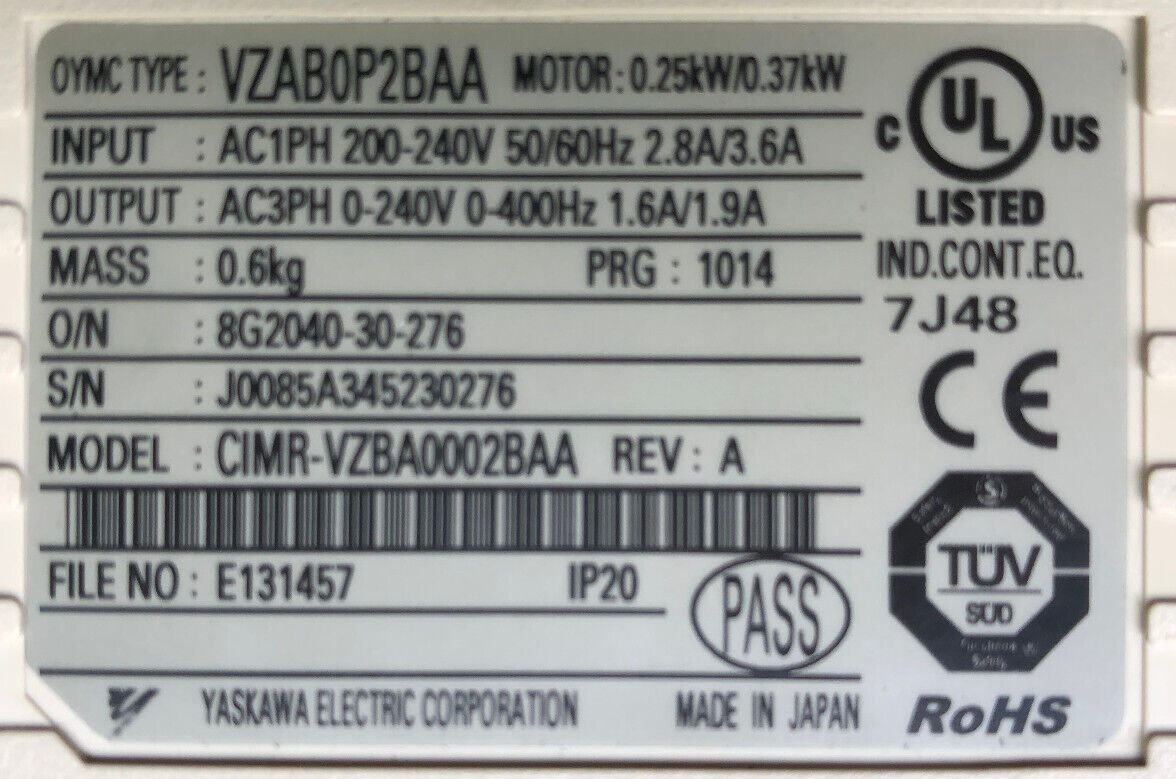 OYMC TYPE : VZAB0P2BAA MOTOR : 0.25kW/0.37kW
INPUT : AC1PH 200-240V 50/60Hz 2.8A/3.6A
OUTPUT : AC3PH 0-240V 0-400Hz 1.6A/1.9A
MASS : 0.6kg PRG : 1014
O/N : 8G2040-30-276
S/N : J0085A345230276
MODEL : CIMR-VZBA0002BAA REV : A
FILE NO : E131457 IP20
PASS
YASKAWA ELECTRIC CORPORATION MADE IN JAPAN
C UL US
LISTED
IND.CONT.EQ.
7J48
CE
S
TÜV
SÜD
Safety
RoHS